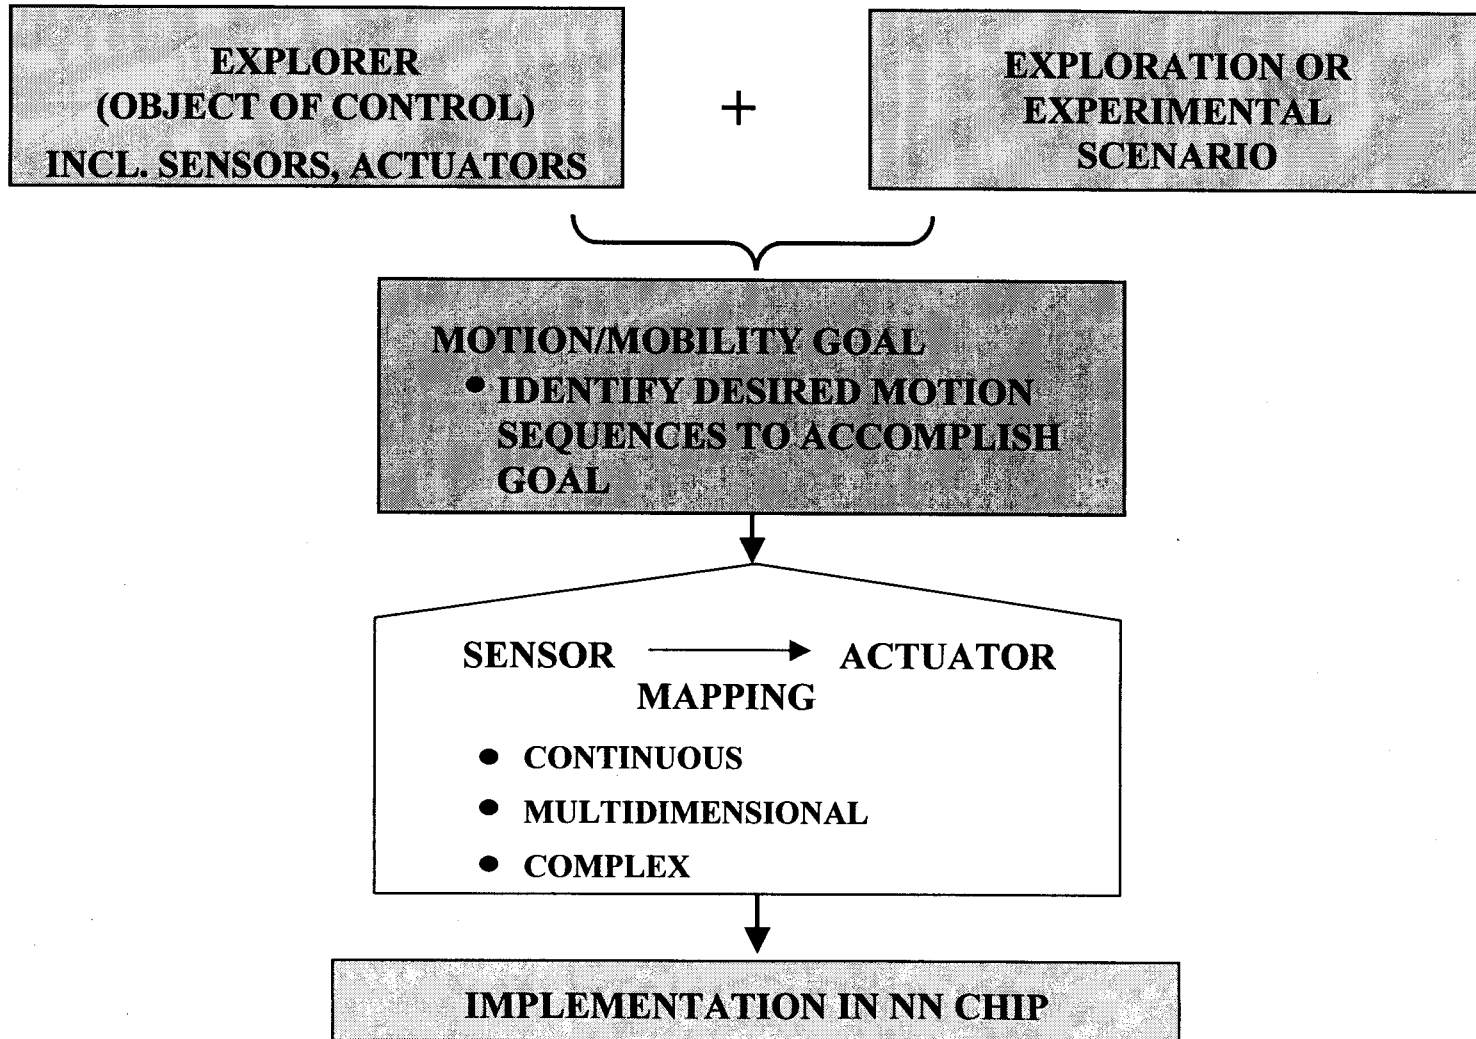 EXPLORER
(OBJECT OF CONTROL)
INCL. SENSORS, ACTUATORS
+
EXPLORATION OR
EXPERIMENTAL
SCENARIO
MOTION/MOBILITY GOAL
• IDENTIFY DESIRED MOTION
SEQUENCES TO ACCOMPLISH
GOAL
SENSOR → ACTUATOR
MAPPING
• CONTINUOUS
• MULTIDIMENSIONAL
• COMPLEX
IMPLEMENTATION IN NN CHIP